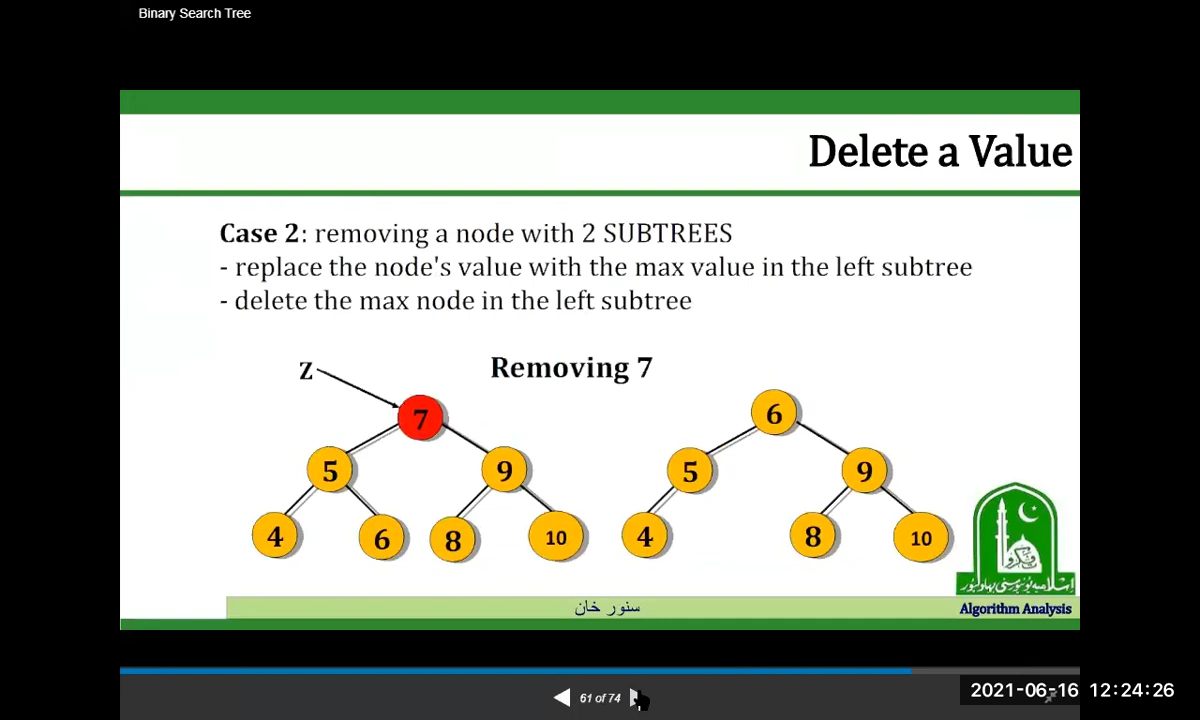 Binary Search Tree
Delete a Value
Case 2: removing a node with 2 SUBTREES
- replace the node's value with the max value in the left subtree
- delete the max node in the left subtree
Z
Removing 7
7
6
5
9
5
9
4
6
8
10
4
8
10
اسلامیہ یونیورسٹی بہاولپور
سنور خان
Algorithm Analysis
61 of 74
2021-06-16 12:24:26